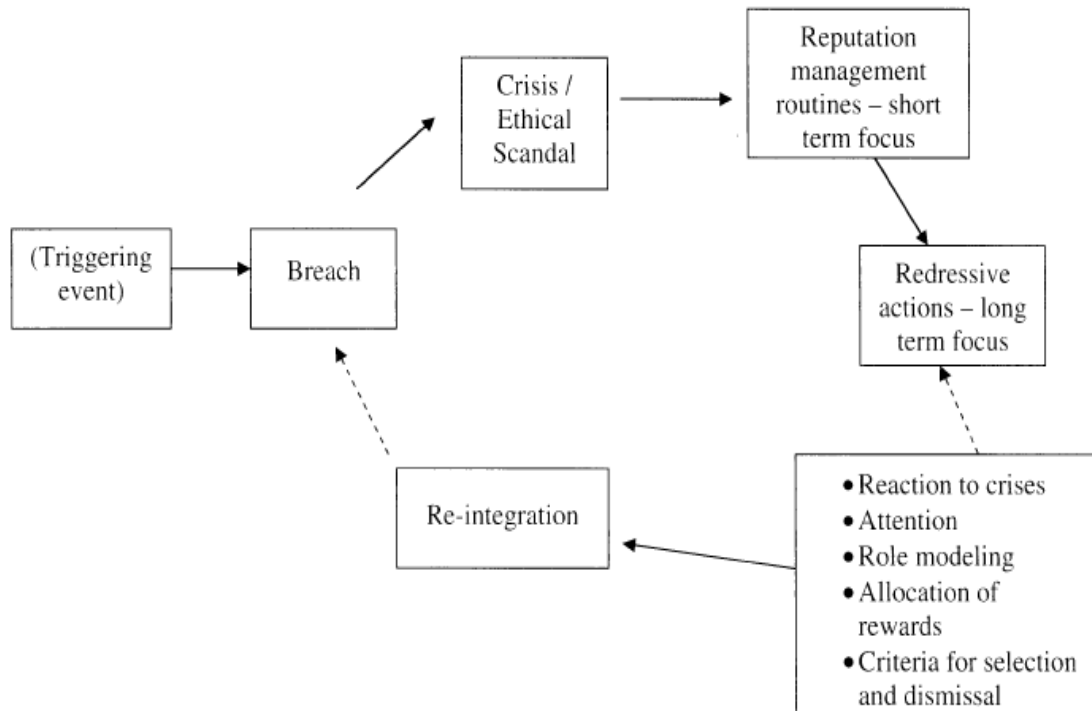 Reputation
management
routines – short
term focus
Crisis /
Ethical
Scandal
(Triggering
event)
Breach
Redressive
actions – long
term focus
Re-integration
• Reaction to crises
• Attention
• Role modeling
• Allocation of
rewards
• Criteria for selection
and dismissal